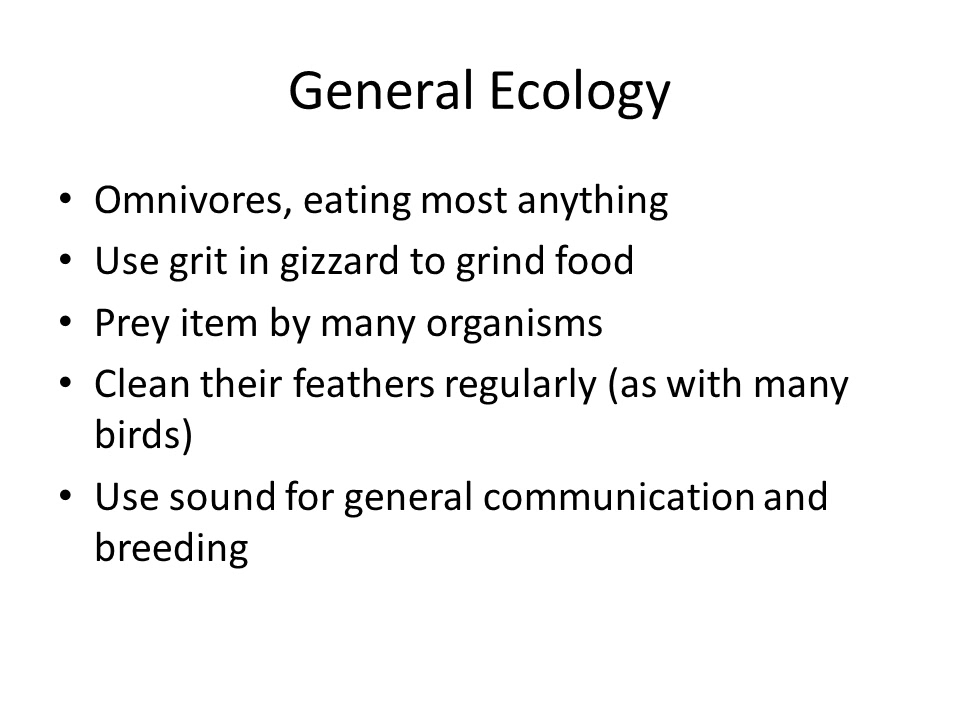 General Ecology
• Omnivores, eating most anything
• Use grit in gizzard to grind food
• Prey item by many organisms
• Clean their feathers regularly (as with many
birds)
• Use sound for general communication and
breeding